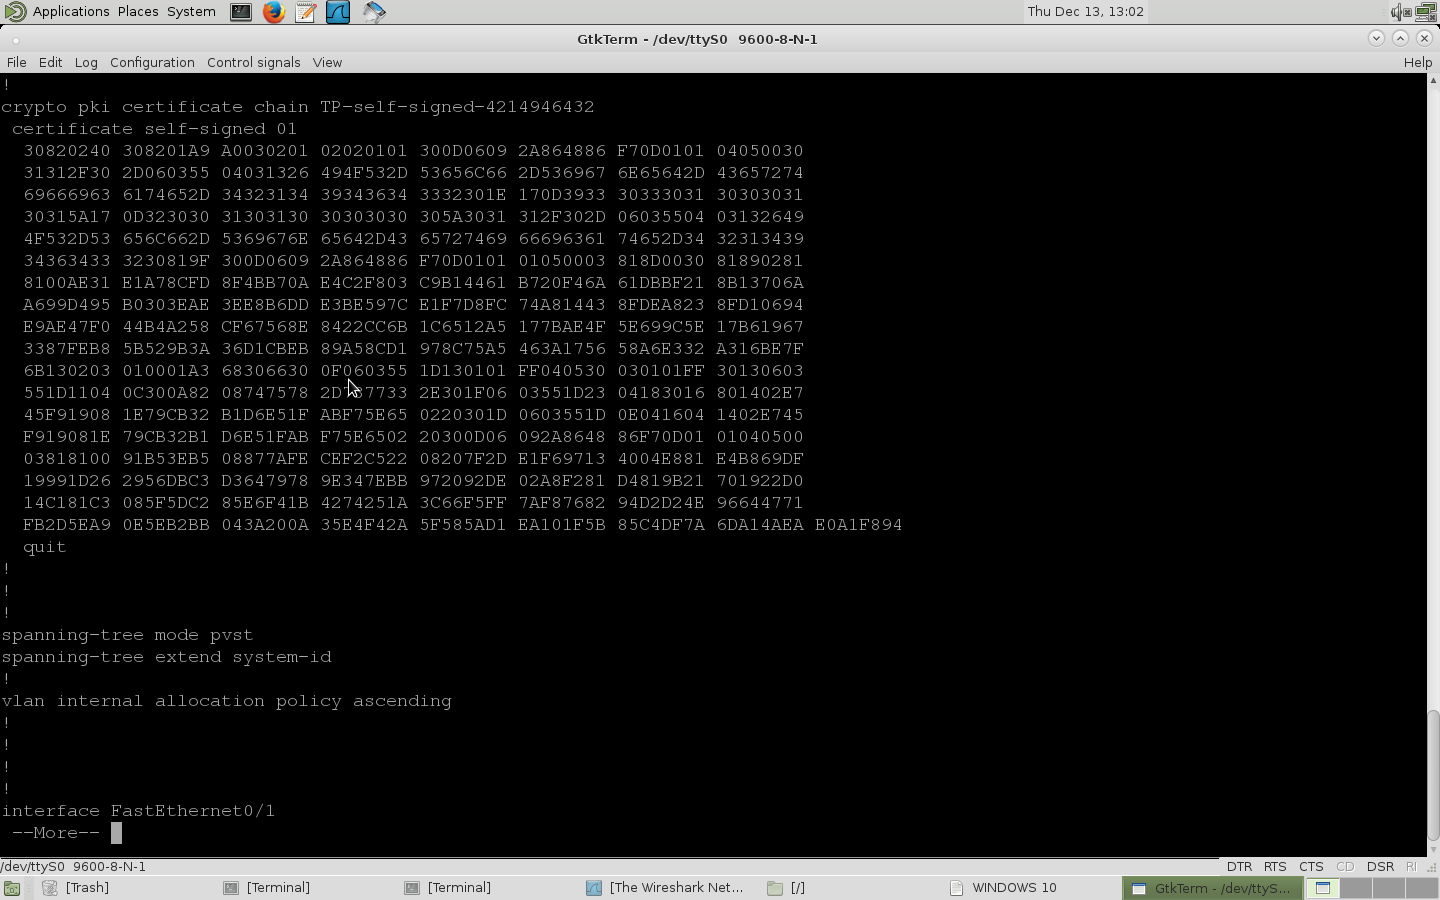 Applications Places System
Thu Dec 13, 13:02
GtkTerm - /dev/ttyS0 9600-8-N-1
File Edit Log Configuration Control signals View Help
!
crypto pki certificate chain TP-self-signed-4214946432
certificate self-signed 01
30820240 308201A9 A0030201 02020101 300D0609 2A864886 F70D0101 04050030
31312F30 2D060355 04031326 494F532D 53656C66 2D536967 6E65642D 43657274
69666963 6174652D 34323134 39343634 3332301E 170D3933 30333031 30303031
30315A17 0D323030 31303130 30303030 305A3031 312F302D 06035504 03132649
4F532D53 656C662D 5369676E 65642D43 65727469 66696361 74652D34 32313439
34363433 3230819F 300D0609 2A864886 F70D0101 01050003 818D0030 81890281
8100AE31 E1A78CFD 8F4BB70A E4C2F803 C9B14461 B720F46A 61DBBF21 8B13706A
A699D495 B0303EAE 3EE8B6DD E3BE597C E1F7D8FC 74A81443 8FDEA823 8FD10694
E9AE47F0 44B4A258 CF67568E 8422CC6B 1C6512A5 177BAE4F 5E699C5E 17B61967
3387FEB8 5B529B3A 36D1CBEB 89A58CD1 978C75A5 463A1756 58A6E332 A316BE7F
6B130203 010001A3 68306630 0F060355 1D130101 FF040530 030101FF 30130603
551D1104 0C300A82 08747578 7733 2E301F06 03551D23 04183016 801402E7
45F91908 1E79CB32 B1D6E51F ABF75E65 0220301D 0603551D 0E041604 1402E745
F919081E 79CB32B1 D6E51FAB F75E6502 20300D06 092A8648 86F70D01 01040500
03818100 91B53EB5 08877AFE CEF2C522 08207F2D E1F69713 4004E881 E4B869DF
19991D26 2956DBC3 D3647978 9E347EBB 972092DE 02A8F281 D4819B21 701922D0
14C181C3 085F5DC2 85E6F41B 4274251A 3C66F5FF 7AF87682 94D2D24E 96644771
FB2D5EA9 0E5EB2BB 043A200A 35E4F42A 5F585AD1 EA101F5B 85C4DF7A 6DA14AEA E0A1F894
quit
!
!
!
spanning-tree mode pvst
spanning-tree extend system-id
!
vlan internal allocation policy ascending
!
!
!
!
interface FastEthernet0/1
--More--
/dev/ttyS0 9600-8-N-1 DTR RTS CTS CD DSR RI
[Trash] [Terminal] [Terminal] [The Wireshark Net... [/] WINDOWS 10 GtkTerm - /dev/ttyS...